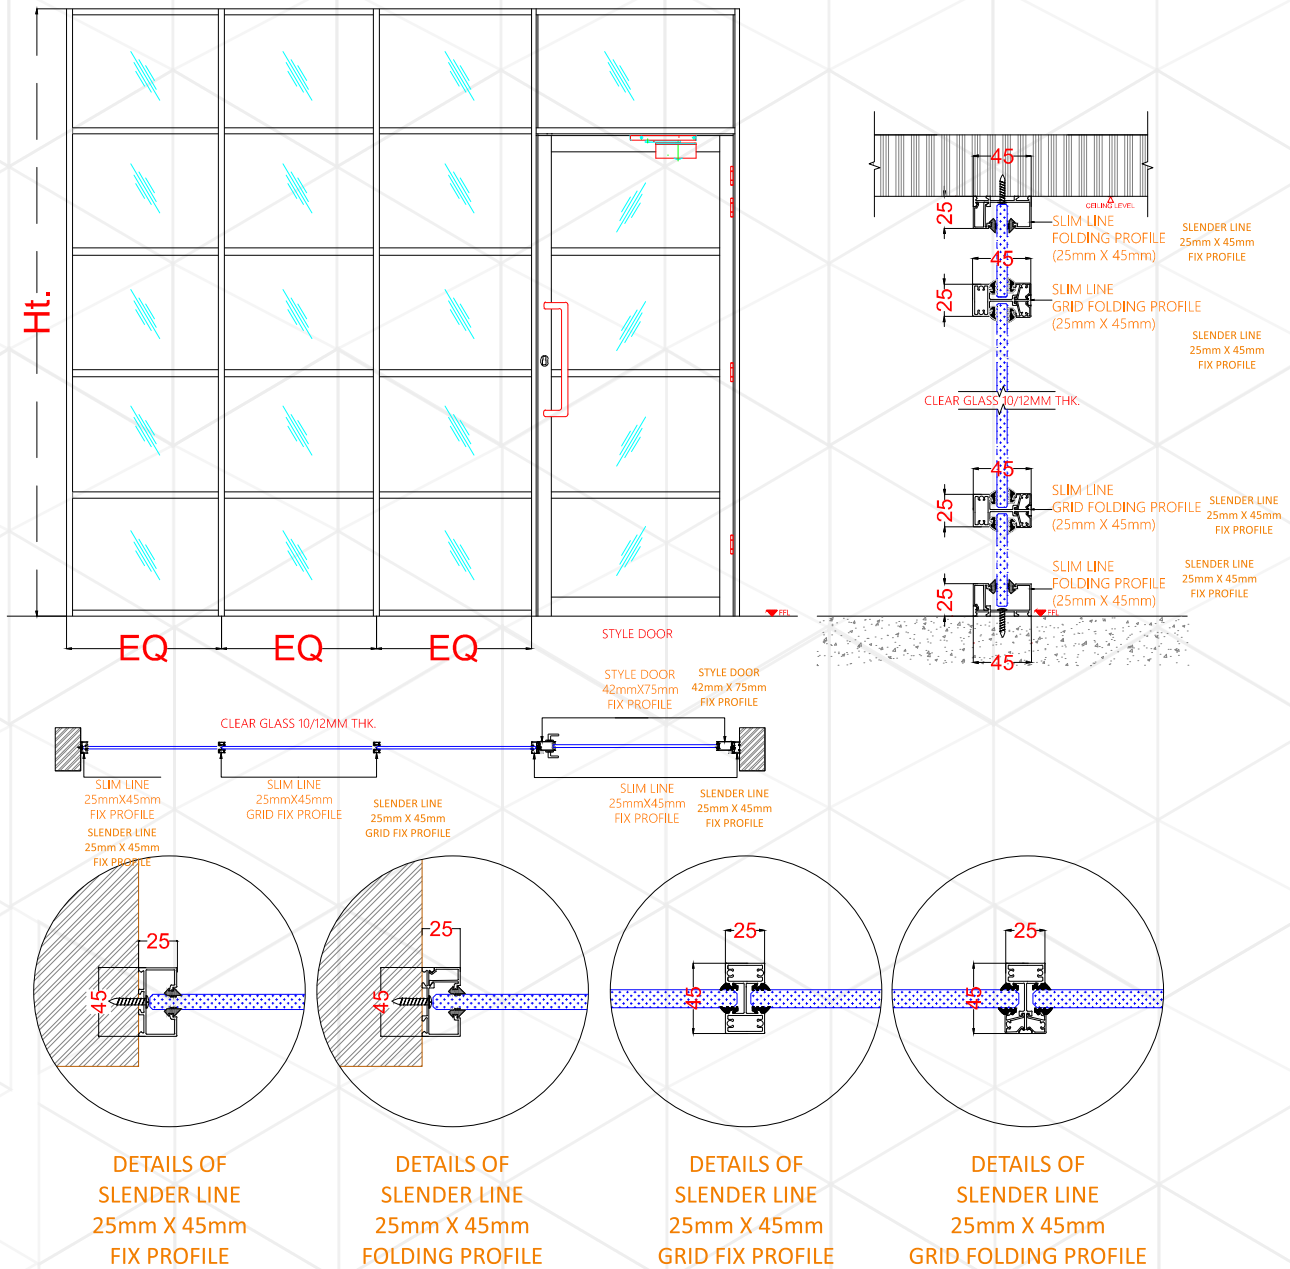 Ht.
EQ
EQ
EQ
STYLE DOOR
FFL
45
25
CEILING LEVEL
SLIM LINE
FOLDING PROFILE
(25mm X 45mm)
SLENDER LINE
25mm X 45mm
FIX PROFILE
45
25
SLIM LINE
GRID FOLDING PROFILE
(25mm X 45mm)
SLENDER LINE
25mm X 45mm
FIX PROFILE
CLEAR GLASS 10/12MM THK.
45
25
SLIM LINE
GRID FOLDING PROFILE
(25mm X 45mm)
SLENDER LINE
25mm X 45mm
FIX PROFILE
25
SLIM LINE
FOLDING PROFILE
(25mm X 45mm)
SLENDER LINE
25mm X 45mm
FIX PROFILE
FFL
45
STYLE DOOR
42mmX75mm
FIX PROFILE
STYLE DOOR
42mm X 75mm
FIX PROFILE
CLEAR GLASS 10/12MM THK.
SLIM LINE
25mmX45mm
FIX PROFILE
SLENDER LINE
25mm X 45mm
FIX PROFILE
SLIM LINE
25mmX45mm
GRID FIX PROFILE
SLENDER LINE
25mm X 45mm
GRID FIX PROFILE
SLIM LINE
25mmX45mm
FIX PROFILE
SLENDER LINE
25mm X 45mm
FIX PROFILE
25
45
25
45
25
45
25
45
DETAILS OF
SLENDER LINE
25mm X 45mm
FIX PROFILE
DETAILS OF
SLENDER LINE
25mm X 45mm
FOLDING PROFILE
DETAILS OF
SLENDER LINE
25mm X 45mm
GRID FIX PROFILE
DETAILS OF
SLENDER LINE
25mm X 45mm
GRID FOLDING PROFILE